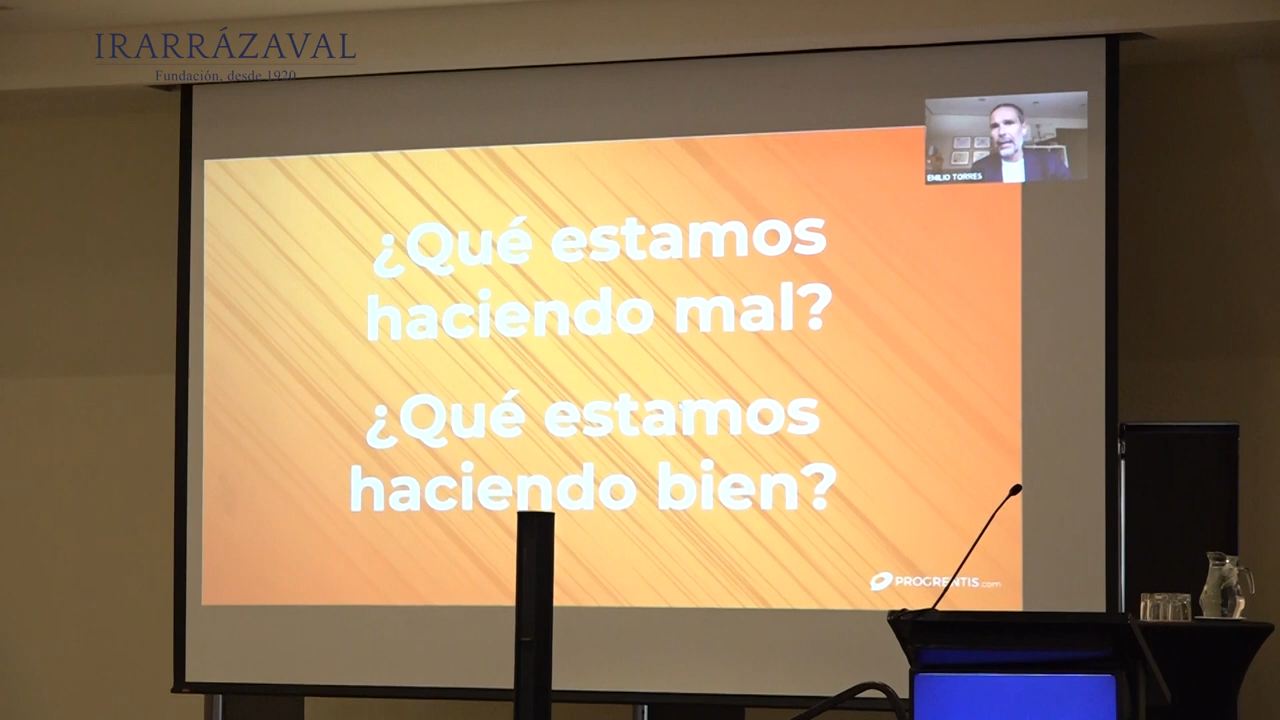 IRARRÁZAVAL
Fundación, desde 1920
EMILIO TORRES
¿Qué estamos
haciendo mal?
¿Qué estamos
haciendo bien?
PROGRENTIS.com